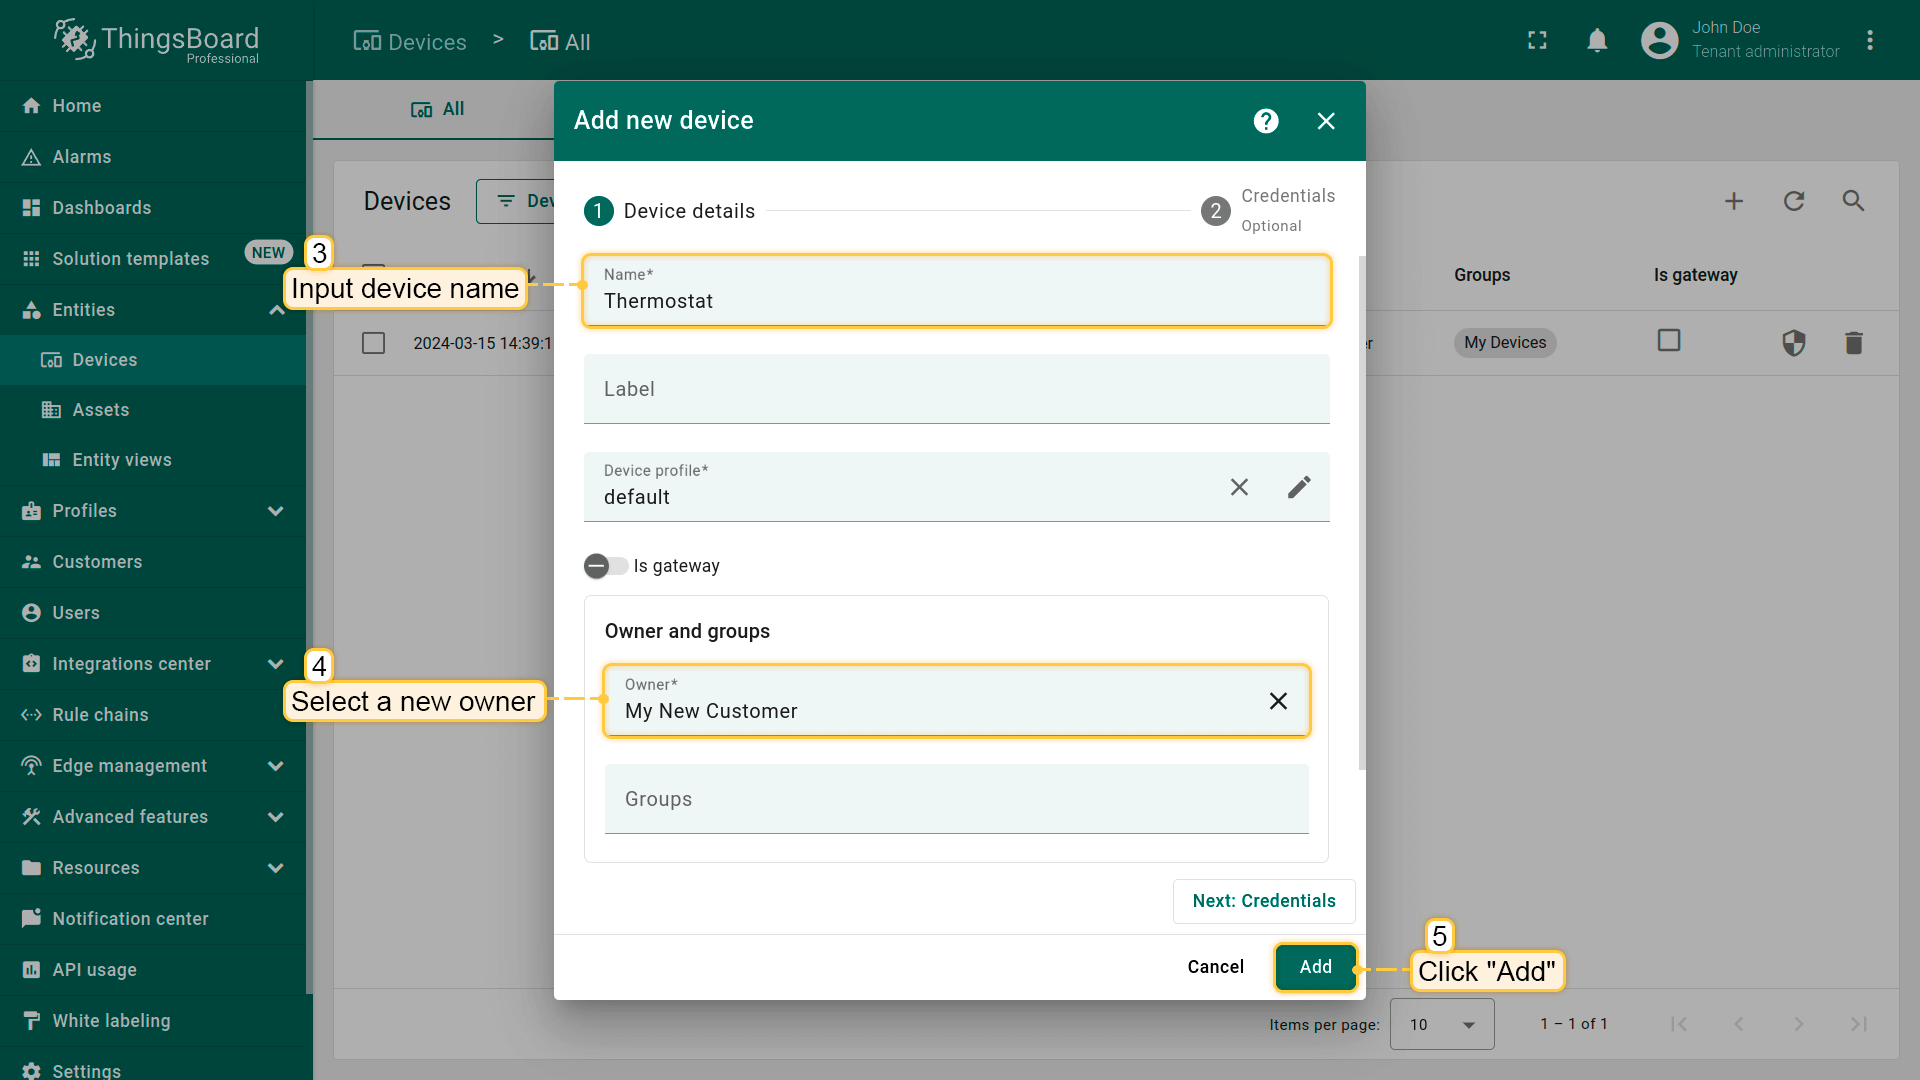 ThingsBoard
Professional
Devices > All
John Doe
Tenant administrator
Home
Alarms
Dashboards
Solution templates NEW
Entities
Devices
Assets
Entity views
Profiles
Customers
Users
Integrations center
Rule chains
Edge management
Advanced features
Resources
Notification center
API usage
White labeling
Settings
All
Devices
Dev
Groups
Is gateway
2024-03-15 14:39:1
er
My Devices
Add new device
1 Device details
2 Credentials
Optional
3
Input device name
Name*
Thermostat
Label
Device profile*
default
Is gateway
Owner and groups
4
Select a new owner
Owner*
My New Customer
Groups
Next: Credentials
Cancel
Add
5
Click "Add"
Items per page: 10
1 – 1 of 1